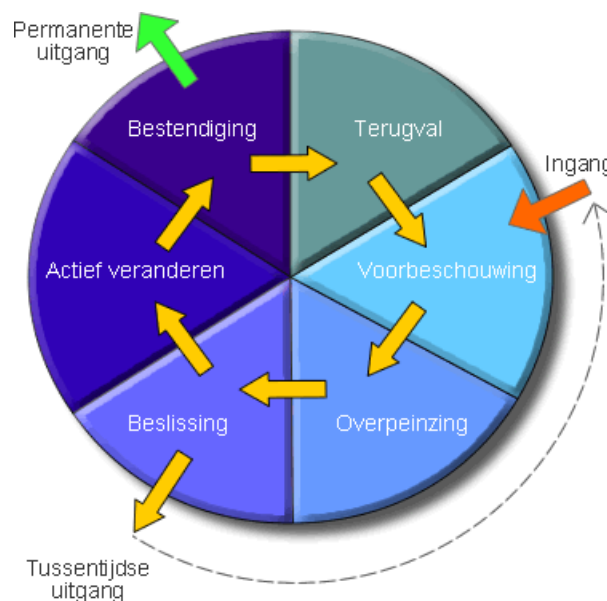 Permanente
uitgang
Bestendiging
Terugval
Ingang
Actief veranderen
Voorbeschouwing
Beslissing
Overpeinzing
Tussentijdse
uitgang